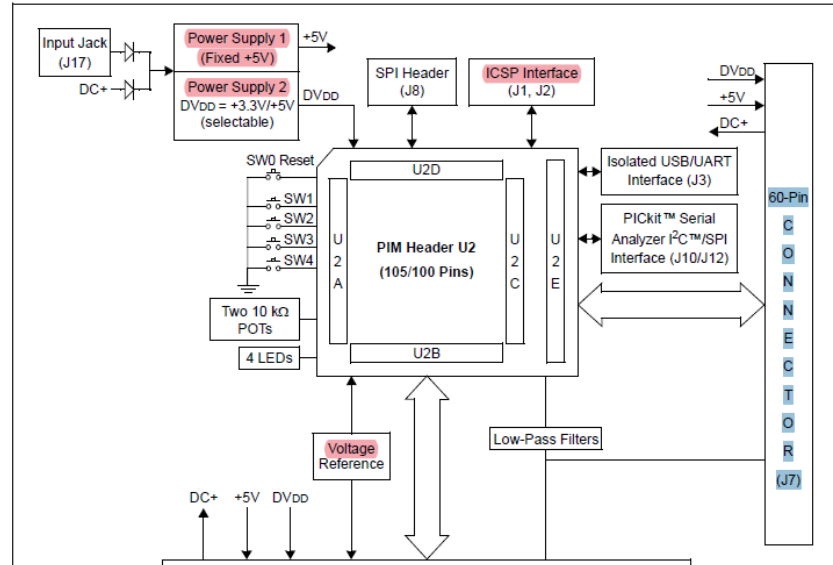 Input Jack
(J17)
DC+
Power Supply 1
(Fixed +5V)
+5V
Power Supply 2
DVDD = +3.3V/+5V
(selectable)
DVDD
SPI Header
(J8)
ICSP Interface
(J1, J2)
DVDD
+5V
DC+
SW0 Reset
SW1
SW2
SW3
SW4
U2D
U2A
PIM Header U2
(105/100 Pins)
U2C
U2E
U2B
Isolated USB/UART
Interface (J3)
PICkit™ Serial
Analyzer I²C™/SPI
Interface (J10/J12)
60-Pin
C
O
N
N
E
C
T
O
R
(J7)
Two 10 kΩ
POTs
4 LEDs
Voltage
Reference
Low-Pass Filters
DC+
+5V
DVDD